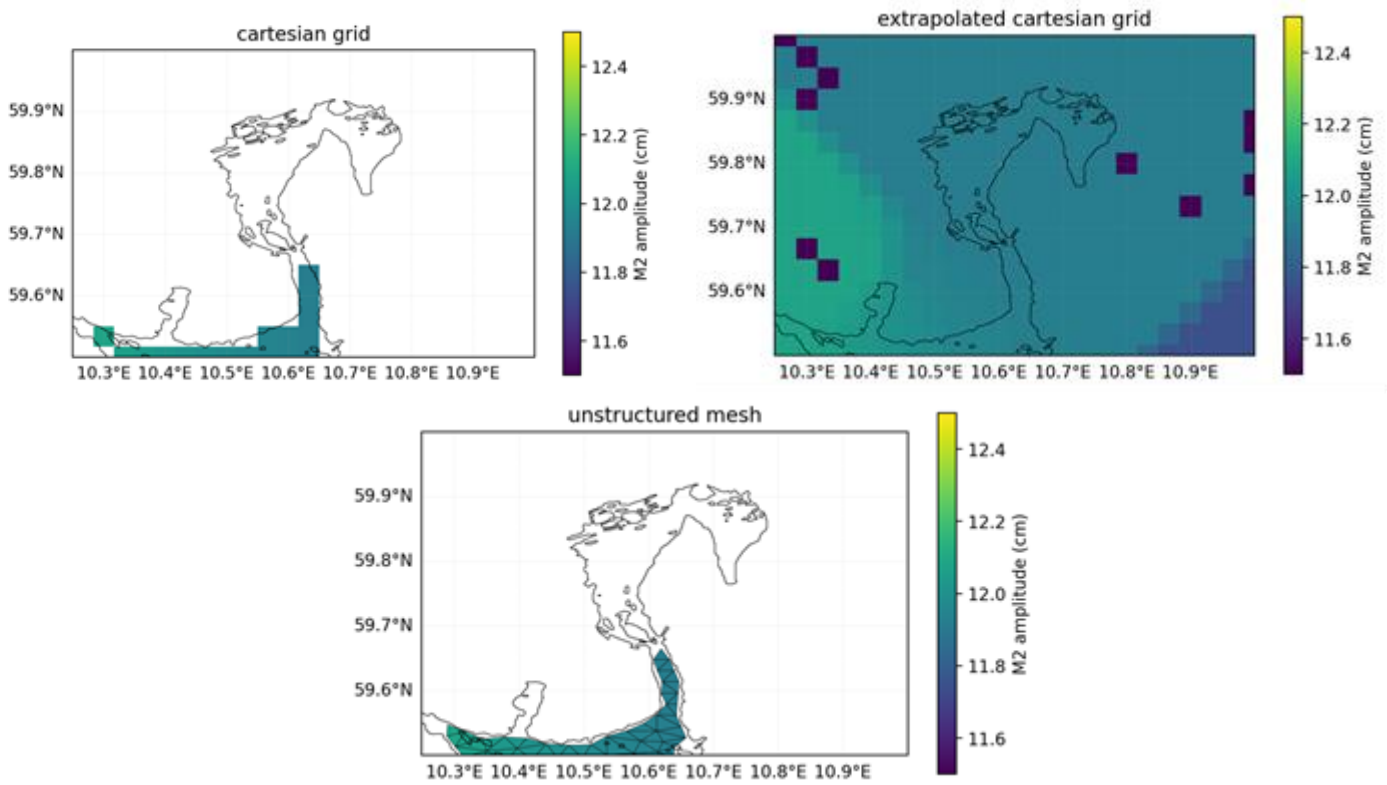 cartesian grid
59.9°N
59.8°N
59.7°N
59.6°N
10.3°E 10.4°E 10.5°E 10.6°E 10.7°E 10.8°E 10.9°E
12.4
12.2
12.0
11.8
11.6
M2 amplitude (cm)
extrapolated cartesian grid
59.9°N
59.8°N
59.7°N
59.6°N
10.3°E 10.4°E 10.5°E 10.6°E 10.7°E 10.8°E 10.9°E
12.4
12.2
12.0
11.8
11.6
M2 amplitude (cm)
unstructured mesh
59.9°N
59.8°N
59.7°N
59.6°N
10.3°E 10.4°E 10.5°E 10.6°E 10.7°E 10.8°E 10.9°E
12.4
12.2
12.0
11.8
11.6
M2 amplitude (cm)